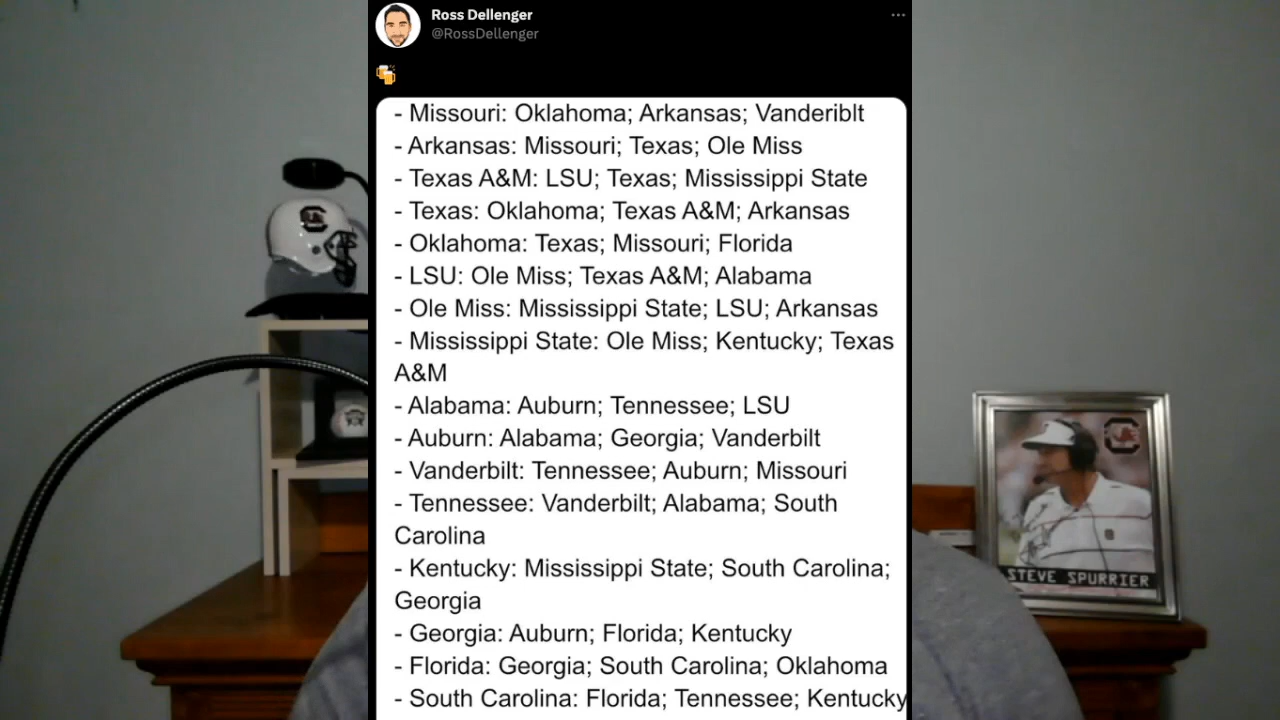 Ross Dellenger
@RossDellenger
- Missouri: Oklahoma; Arkansas; Vanderiblt
- Arkansas: Missouri; Texas; Ole Miss
- Texas A&M: LSU; Texas; Mississippi State
- Texas: Oklahoma; Texas A&M; Arkansas
- Oklahoma: Texas; Missouri; Florida
- LSU: Ole Miss; Texas A&M; Alabama
- Ole Miss: Mississippi State; LSU; Arkansas
- Mississippi State: Ole Miss; Kentucky; Texas
A&M
- Alabama: Auburn; Tennessee; LSU
- Auburn: Alabama; Georgia; Vanderbilt
- Vanderbilt: Tennessee; Auburn; Missouri
- Tennessee: Vanderbilt; Alabama; South
Carolina
- Kentucky: Mississippi State; South Carolina;
Georgia
- Georgia: Auburn; Florida; Kentucky
- Florida: Georgia; South Carolina; Oklahoma
- South Carolina: Florida; Tennessee; Kentucky
STEVE SPURRIER